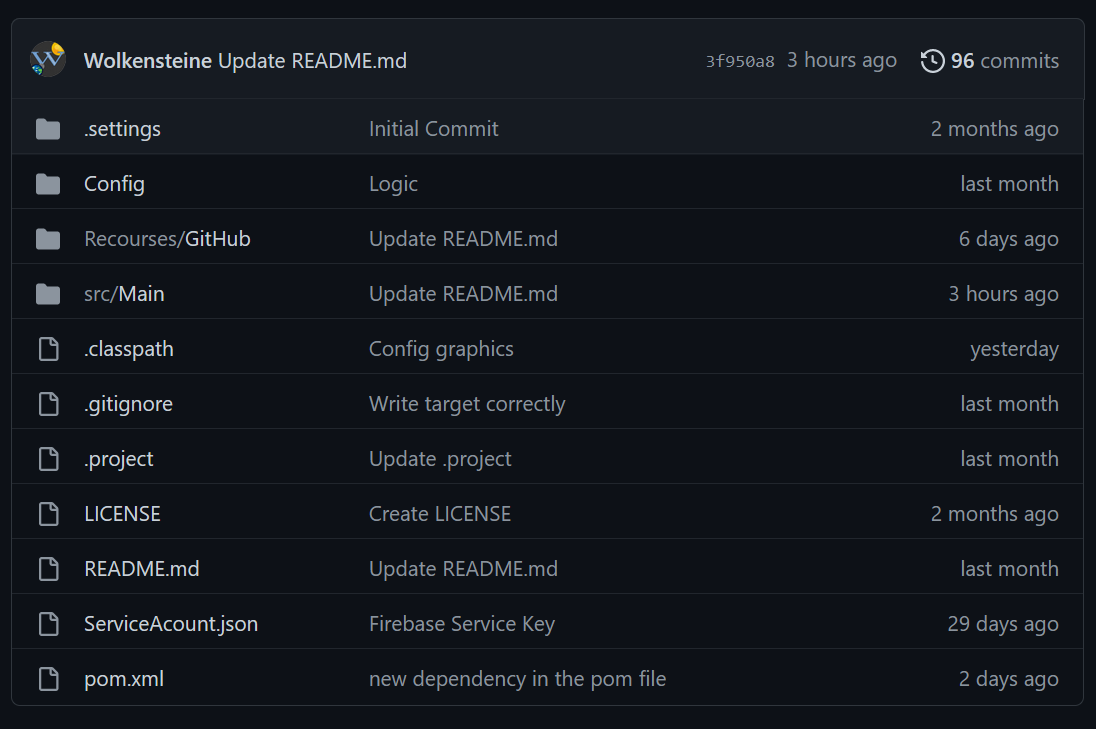 Wolkensteine Update README.md 3f950a8 3 hours ago 96 commits
.settings Initial Commit 2 months ago
Config Logic last month
Recourses/GitHub Update README.md 6 days ago
src/Main Update README.md 3 hours ago
.classpath Config graphics yesterday
.gitignore Write target correctly last month
.project Update .project last month
LICENSE Create LICENSE 2 months ago
README.md Update README.md last month
ServiceAcount.json Firebase Service Key 29 days ago
pom.xml new dependency in the pom file 2 days ago